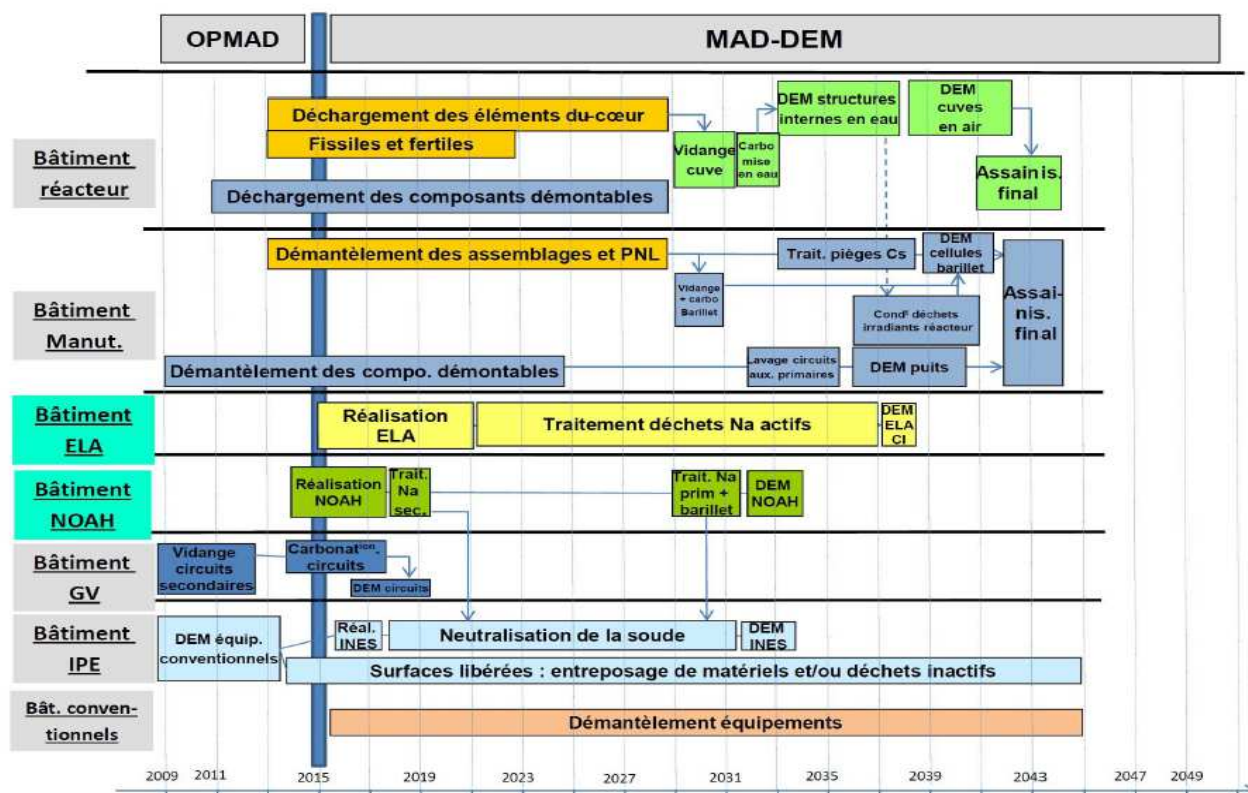 OPMAD
MAD-DEM
Bâtiment
réacteur
Déchargement des éléments du-cœur
Fissiles et fertiles
Déchargement des composants démontables
Vidange
cuve
Carbo
mise
en eau
DEM structures
internes en eau
DEM
cuves
en air
Assainis.
final
Bâtiment
Manut.
Démantèlement des assemblages et PNL
Vidange
+ carbo
Barillet
Trait. pièges Cs
DEM
cellules
barillet
Condᵗ déchets
irradiants réacteur
Assai-
nis.
final
Démantèlement des compo. démontables
Lavage circuits
aux. primaires
DEM puits
Bâtiment
ELA
Réalisation
ELA
Traitement déchets Na actifs
DEM
ELA
CI
Bâtiment
NOAH
Réalisation
NOAH
Trait.
Na
sec.
Trait. Na
prim +
barillet
DEM
NOAH
Bâtiment
GV
Vidange
circuits
secondaires
Carbonatⁱᵒⁿ.
circuits
DEM circuits
Bâtiment
IPE
DEM équip.
conventionnels
Réal.
INES
Neutralisation de la soude
DEM
INES
Surfaces libérées : entreposage de matériels et/ou déchets inactifs
Bât. conven-
tionnels
Démantèlement équipements
2009 2011 2015 2019 2023 2027 2031 2035 2039 2043 2047 2049